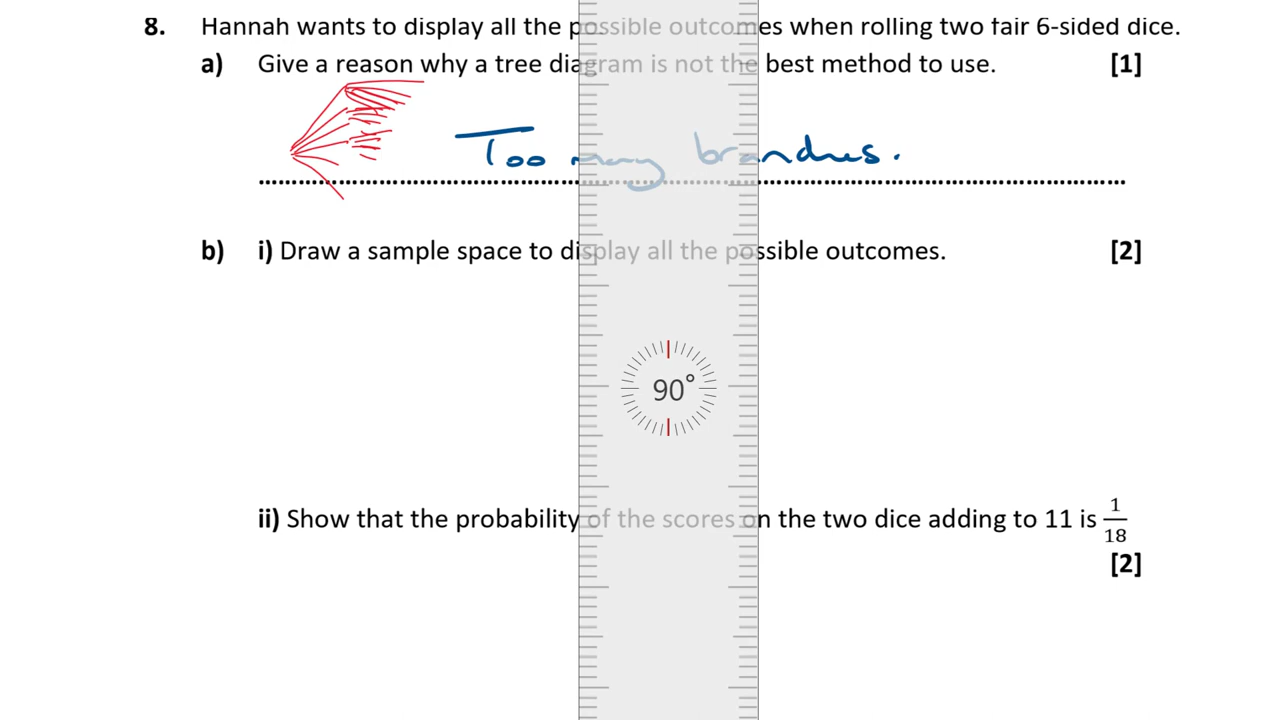 8. Hannah wants to display all the possible outcomes when rolling two fair 6-sided dice.
a) Give a reason why a tree diagram is not the best method to use. [1]
Too many branches.
b) i) Draw a sample space to display all the possible outcomes. [2]
90°
ii) Show that the probability of the scores on the two dice adding to 11 is 1/18
[2]